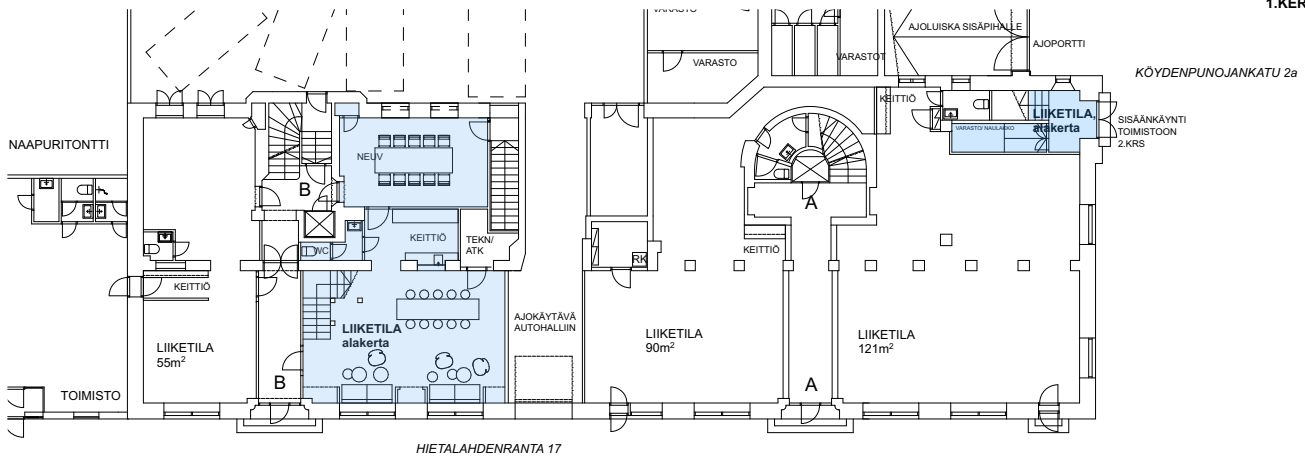 1.KER
VARASTO
AJOLUISKA SISÄPIHALLE
AJOPORTTI
VARASTOT
VARASTO
KÖYDENPUNOJANKATU 2a
KEITTIÖ
LIIKETILA,
alakerta
SISÄÄNKÄYNTI
TOIMISTOON
2.KRS
VARASTO/ NAULAKKO
NAAPURITONTTI
NEUV
B
A
KEITTIÖ
TEKN/
ATK
WC
KEITTIÖ
RK
KEITTIÖ
LIIKETILA
alakerta
AJOKÄYTÄVÄ
AUTOHALLIIN
LIIKETILA
55m²
LIIKETILA
90m²
LIIKETILA
121m²
TOIMISTO
B
A
HIETALAHDENRANTA 17